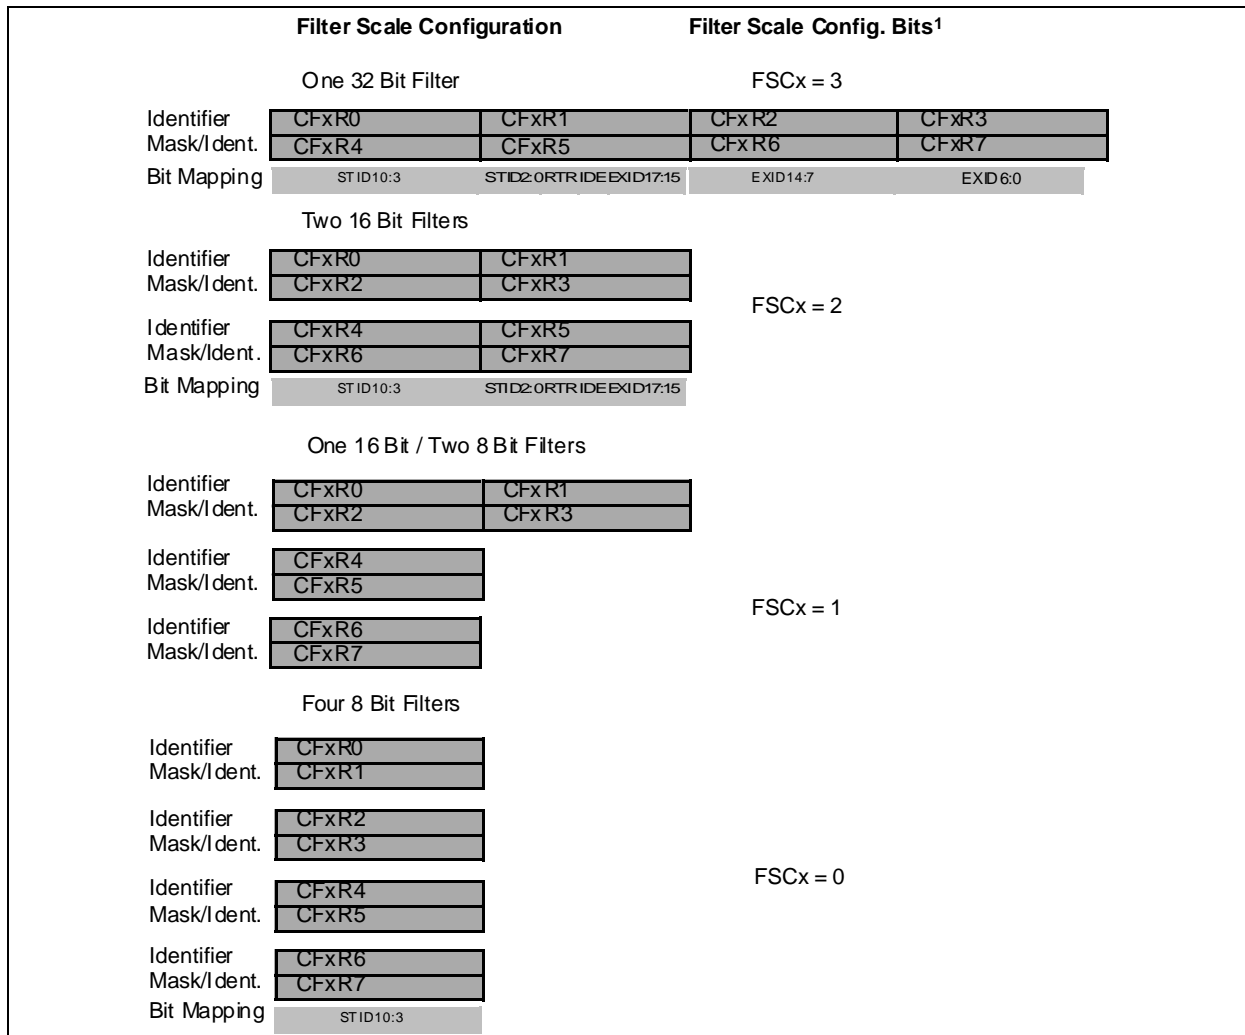 Filter Scale Configuration Filter Scale Config. Bits1
One 32 Bit Filter FSCx = 3
Identifier CFxR0 CFxR1 CFxR2 CFxR3
Mask/Ident. CFxR4 CFxR5 CFxR6 CFxR7
Bit Mapping STID10:3 STID2:0RTRIDEEXID17:15 EXID14:7 EXID6:0
Two 16 Bit Filters
Identifier CFxR0 CFxR1
Mask/Ident. CFxR2 CFxR3
FSCx = 2
Identifier CFxR4 CFxR5
Mask/Ident. CFxR6 CFxR7
Bit Mapping STID10:3 STID2:0RTRIDEEXID17:15
One 16 Bit / Two 8 Bit Filters
Identifier CFxR0 CFxR1
Mask/Ident. CFxR2 CFxR3
Identifier CFxR4
Mask/Ident. CFxR5
FSCx = 1
Identifier CFxR6
Mask/Ident. CFxR7
Four 8 Bit Filters
Identifier CFxR0
Mask/Ident. CFxR1
Identifier CFxR2
Mask/Ident. CFxR3
FSCx = 0
Identifier CFxR4
Mask/Ident. CFxR5
Identifier CFxR6
Mask/Ident. CFxR7
Bit Mapping STID10:3